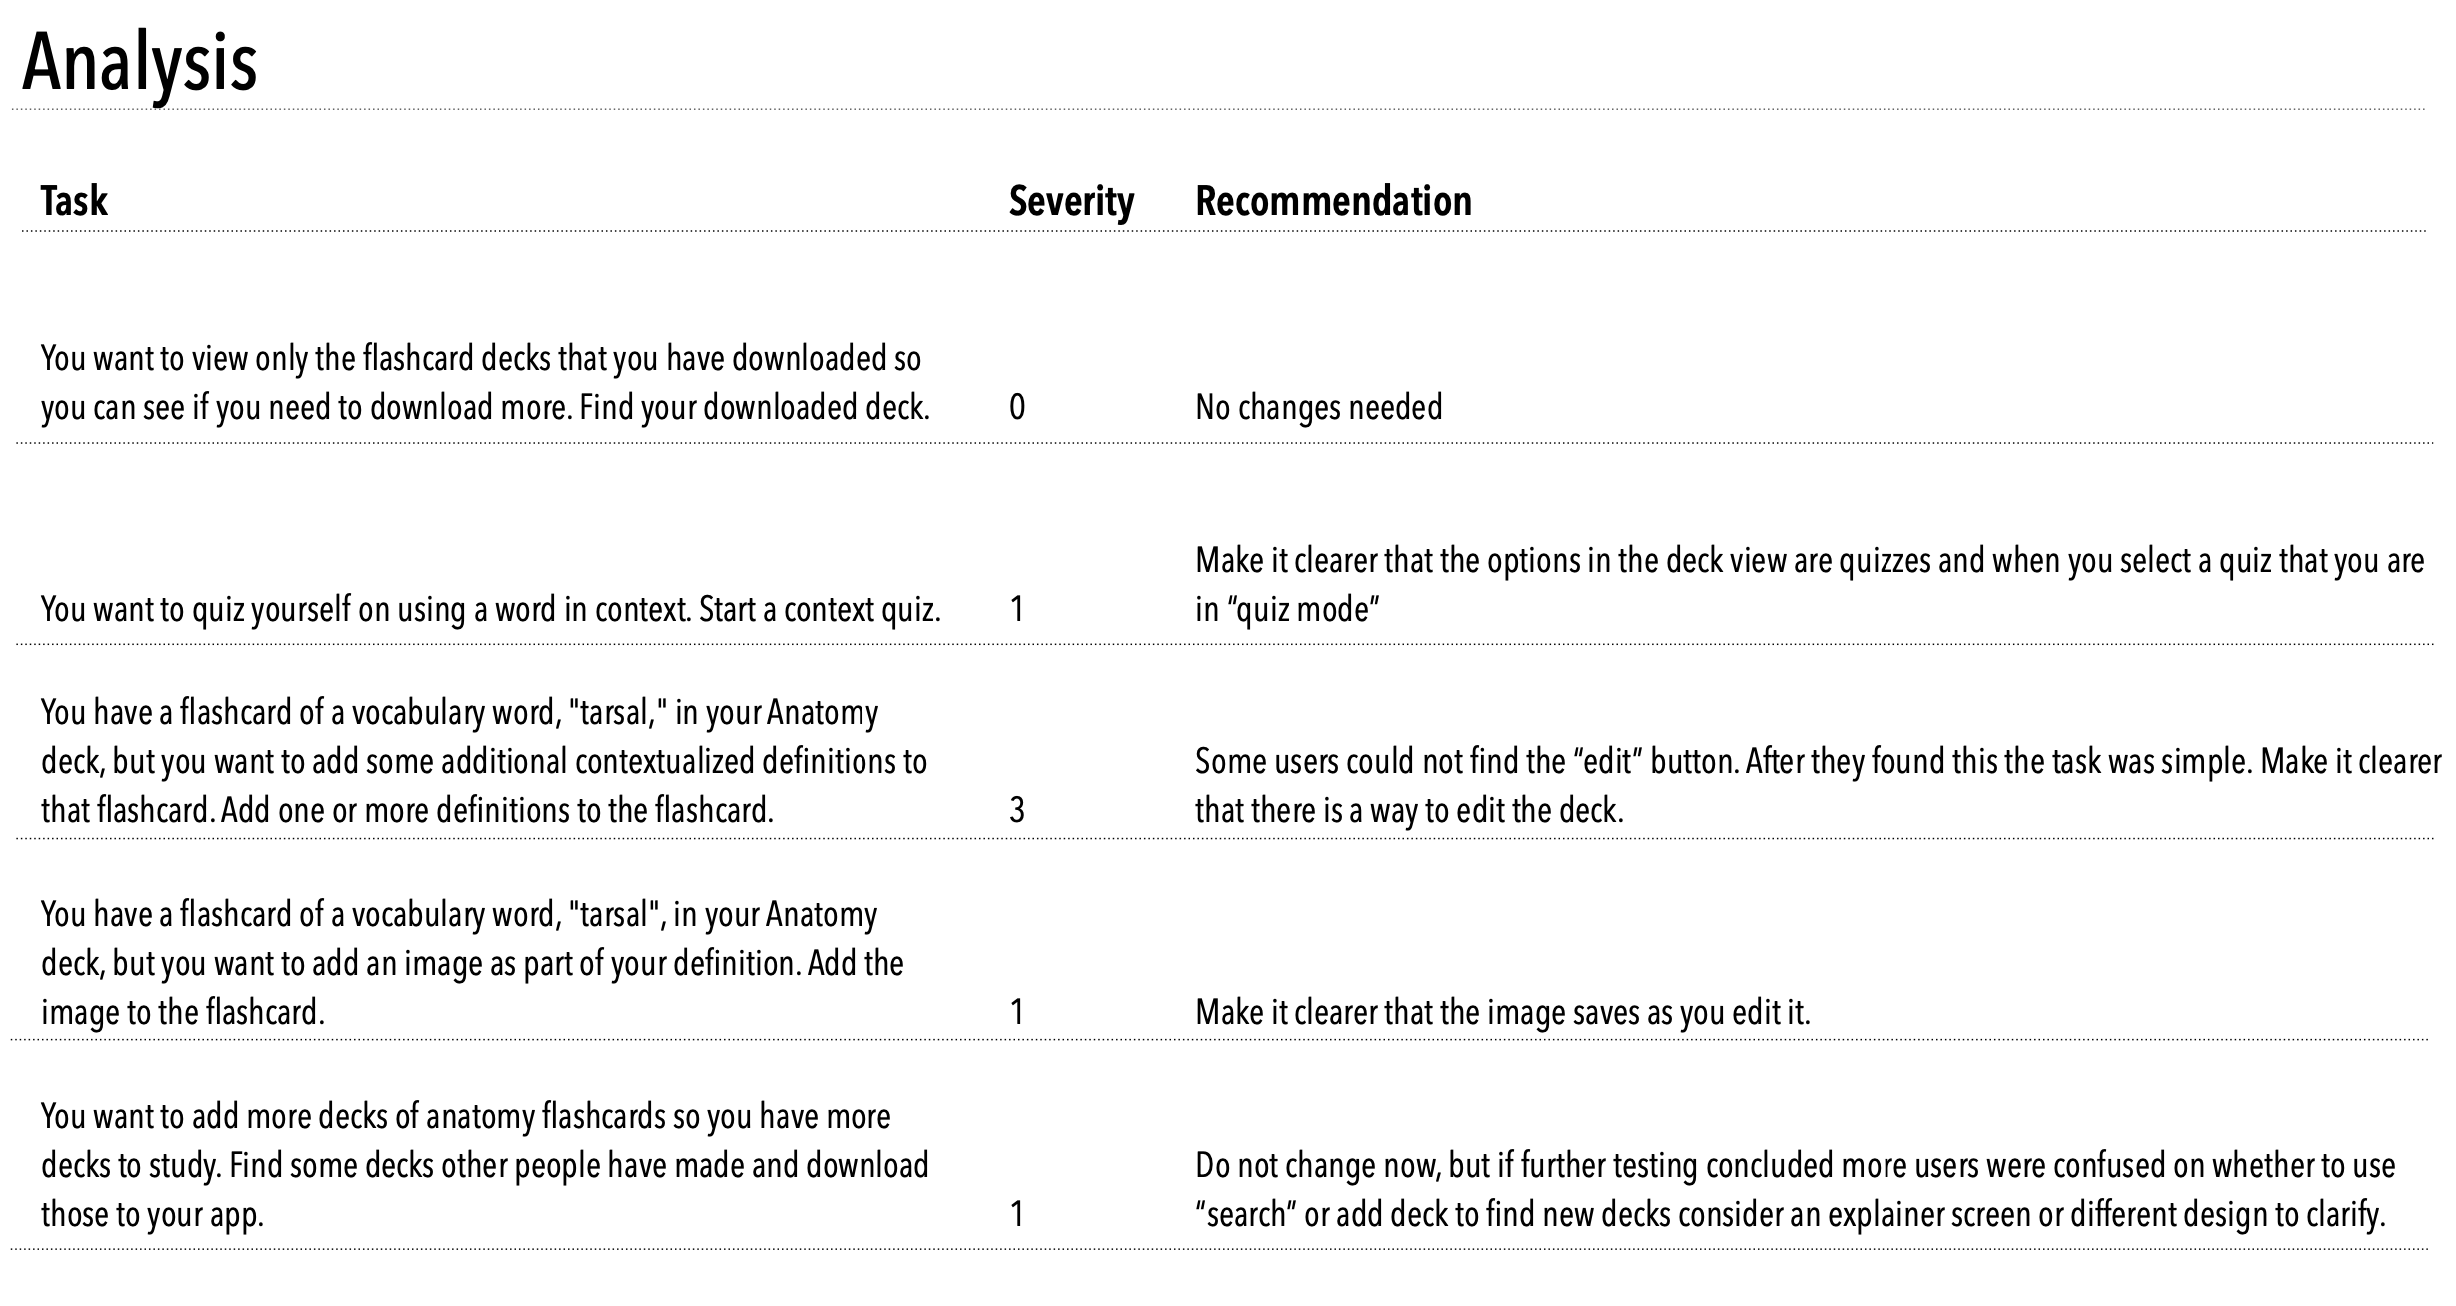 Analysis
Task Severity Recommendation
You want to view only the flashcard decks that you have downloaded so
you can see if you need to download more. Find your downloaded deck. 0 No changes needed
Make it clearer that the options in the deck view are quizzes and when you select a quiz that you are
You want to quiz yourself on using a word in context. Start a context quiz. 1 in “quiz mode”
You have a flashcard of a vocabulary word, "tarsal," in your Anatomy
deck, but you want to add some additional contextualized definitions to Some users could not find the “edit” button. After they found this the task was simple. Make it clearer
that flashcard. Add one or more definitions to the flashcard. 3 that there is a way to edit the deck.
You have a flashcard of a vocabulary word, "tarsal", in your Anatomy
deck, but you want to add an image as part of your definition. Add the
image to the flashcard. 1 Make it clearer that the image saves as you edit it.
You want to add more decks of anatomy flashcards so you have more
decks to study. Find some decks other people have made and download Do not change now, but if further testing concluded more users were confused on whether to use
those to your app. 1 “search” or add deck to find new decks consider an explainer screen or different design to clarify.